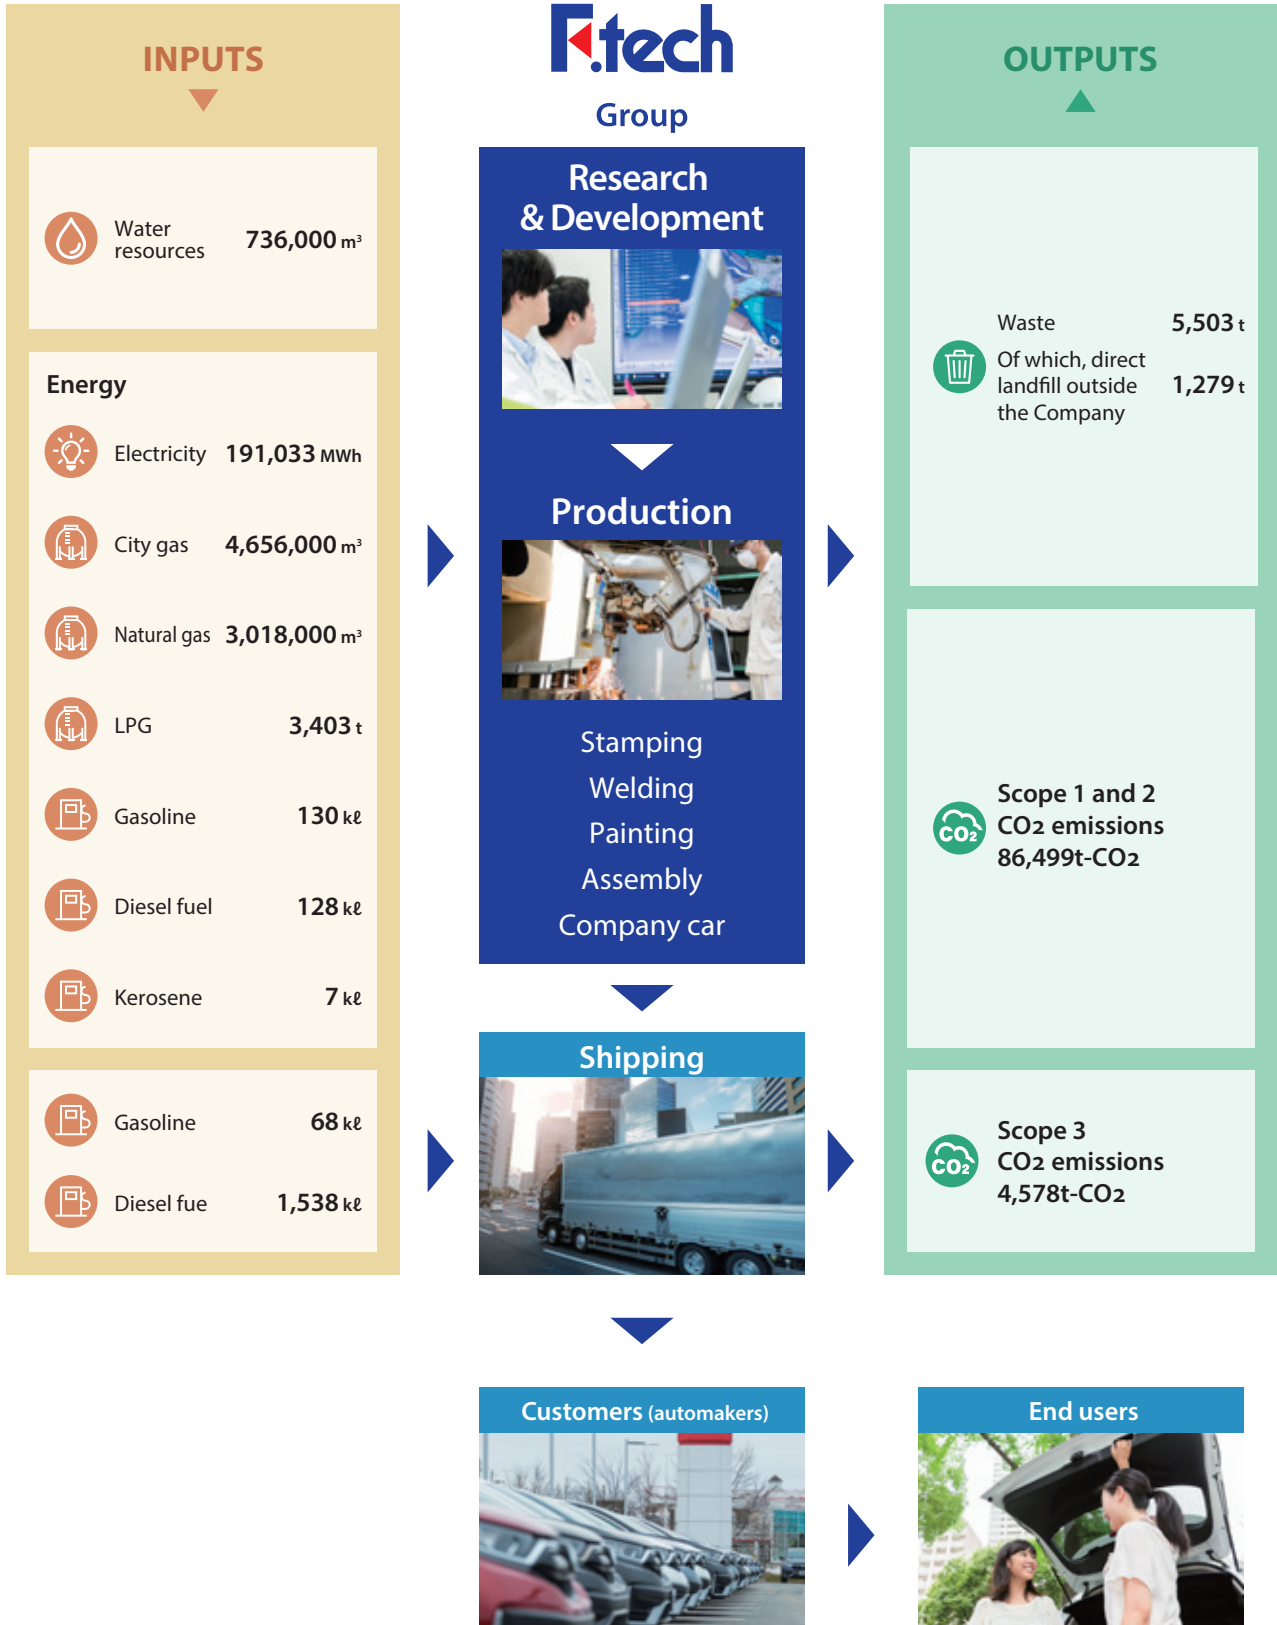 INPUTS
Water
resources
736,000 m³
Energy
Electricity 191,033 MWh
City gas 4,656,000 m³
Natural gas 3,018,000 m³
LPG 3,403 t
Gasoline 130 kℓ
Diesel fuel 128 kℓ
Kerosene 7 kℓ
Gasoline 68 kℓ
Diesel fue 1,538 kℓ
F.tech
Group
Research
& Development
Production
Stamping
Welding
Painting
Assembly
Company car
Shipping
Customers (automakers)
End users
OUTPUTS
Waste 5,503 t
Of which, direct
landfill outside
the Company
1,279 t
CO2
Scope 1 and 2
CO2 emissions
86,499t-CO2
CO2
Scope 3
CO2 emissions
4,578t-CO2